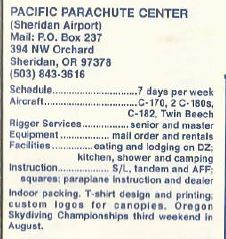 PACIFIC PARACHUTE CENTER
(Sheridan Airport)
Mail: P.O. Box 237
394 NW Orchard
Sheridan, OR 97378
(503) 843-3616
Schedule....................7 days per week
Aircraft....................C-170, 2 C-180s,
C-182, Twin Beech
Rigger Services............senior and master
Equipment............mail order and rentals
Facilities............eating and lodging on DZ;
kitchen, shower and camping
Instruction............S/L, tandem and AFF;
squares; paraplane instruction and dealer
Indoor packing. T-shirt design and printing;
custom logos for canopies. Oregon
Skydiving Championships third weekend in
August.